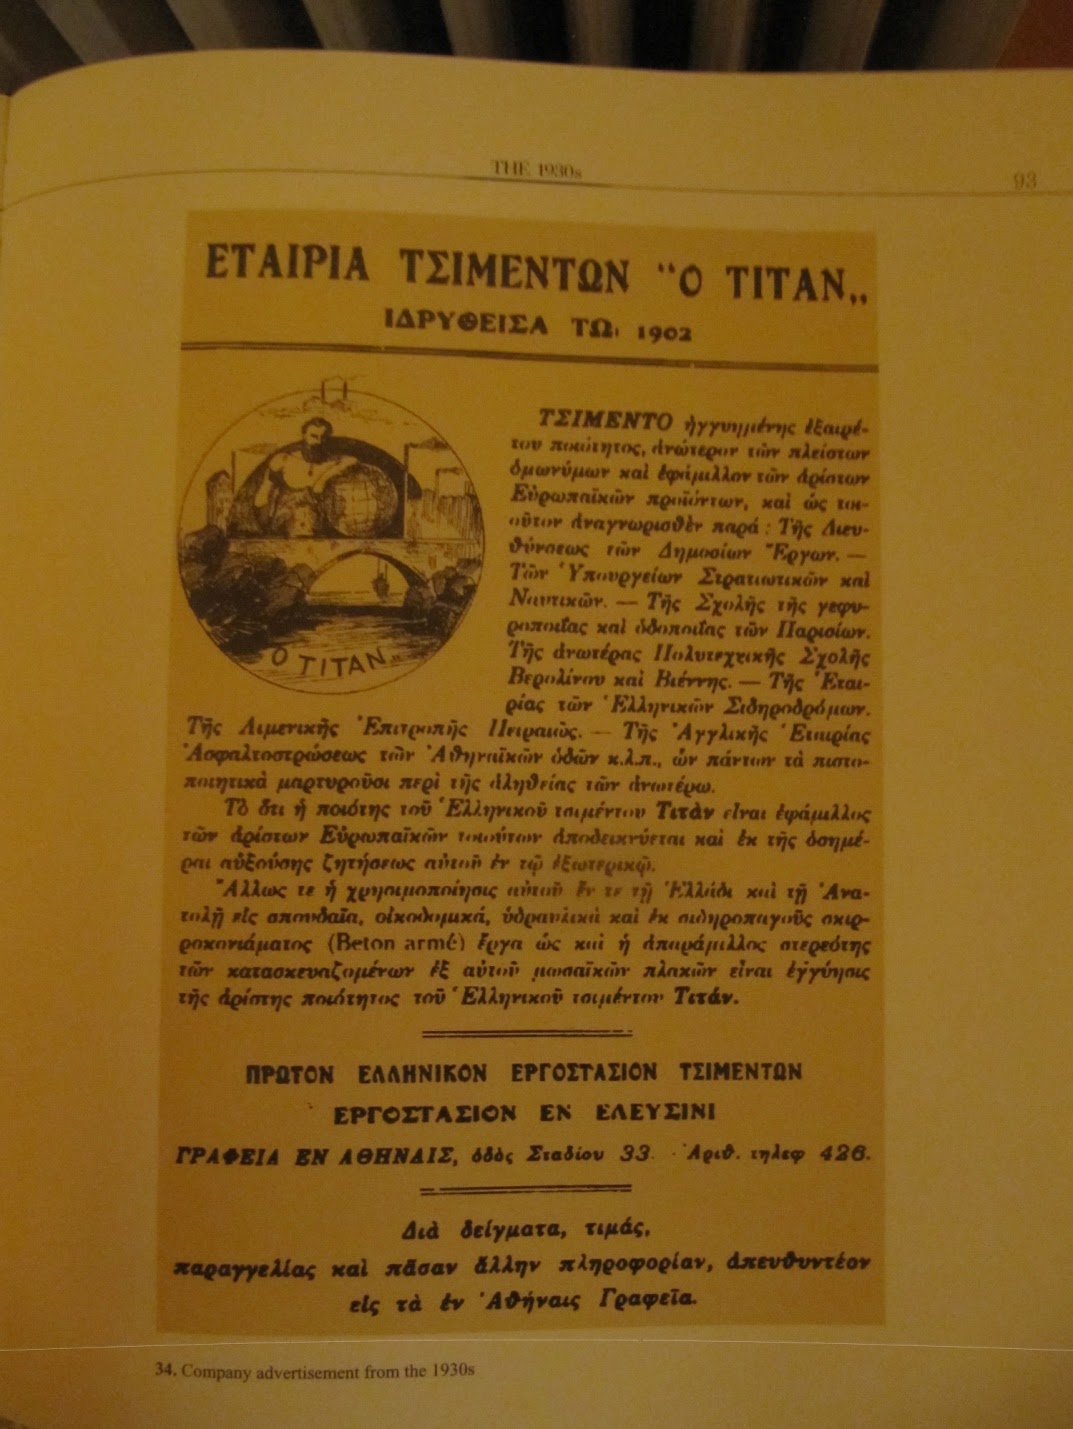 THE 1930s
93
ΕΤΑΙΡΙΑ ΤΣΙΜΕΝΤΩΝ "Ο ΤΙΤΑΝ„
ΙΔΡΥΘΕΙΣΑ ΤΩι 1902
Ο ΤΙΤΑΝ
ΤΣΙΜΕΝΤΟ ἠγγυημένης ἐξαιρέ-
του ποιότητος, ἀνώτερον τῶν πλείστων
ὁμωνύμων καὶ ἐφάμιλλον τῶν ἀρίστων
Εὐρωπαϊκῶν προϊόντων, καὶ ὡς τοι-
οῦτον ἀναγνωρισθὲν παρά : Τῆς Διευ-
θύνσεως τῶν Δημοσίων Ἔργων. —
Τῶν Ὑπουργείων Στρατιωτικῶν καὶ
Ναυτικῶν. — Τῆς Σχολῆς τῆς γεφυ-
ροποιΐας καὶ ὁδοποιΐας τῶν Παρισίων.
Τῆς ἀνωτέρας Πολυτεχνικῆς Σχολῆς
Βερολίνου καὶ Βιέννης. — Τῆς Ἑται-
ρίας τῶν Ἑλληνικῶν Σιδηροδρόμων.
Τῆς Λιμενικῆς Ἐπιτροπῆς Πειραιῶς. — Τῆς Ἀγγλικῆς Ἑταιρίας
Ἀσφαλτοστρώσεως τῶν Ἀθηναϊκῶν ὁδῶν κ.λ.π., ὧν πάντων τὰ πιστο-
ποιητικὰ μαρτυροῦσι περὶ τῆς ἀληθείας τῶν ἀνωτέρω.
Τὸ ὅτι ἡ ποιότης τοῦ Ἑλληνικοῦ τσιμέντου Τιτὰν εἶναι ἐφάμιλλος
τῶν ἀρίστων Εὐρωπαϊκῶν τοιούτων ἀποδεικνύεται καὶ ἐκ τῆς ὁσημέ-
ραι αὐξούσης ζητήσεως αὐτοῦ ἐν τῷ ἐξωτερικῷ.
Ἄλλως τε ἡ χρησιμοποίησις αὐτοῦ ἔν τε τῇ Ἑλλάδι καὶ τῇ Ἀνα-
τολῇ εἰς σπουδαῖα, οἰκοδομικά, ὑδραυλικὰ καὶ ἐκ σιδηροπαγοῦς σκιρ-
ροκονιάματος (Beton armé) ἔργα ὡς καὶ ἡ ἀπαράμιλλος στερεότης
τῶν κατασκευαζομένων ἐξ αὐτοῦ μωσαϊκῶν πλακῶν εἶναι ἐγγύησις
τῆς ἀρίστης ποιότητος τοῦ Ἑλληνικοῦ τσιμέντου Τιτάν.
ΠΡΩΤΟΝ ΕΛΛΗΝΙΚΟΝ ΕΡΓΟΣΤΑΣΙΟΝ ΤΣΙΜΕΝΤΩΝ
ΕΡΓΟΣΤΑΣΙΟΝ ΕΝ ΕΛΕΥΣΙΝΙ
ΓΡΑΦΕΙΑ ΕΝ ΑΘΗΝΑΙΣ, ὁδὸς Σταδίου 33. Ἀριθ. τηλεφ 426.
Διὰ δείγματα, τιμάς,
παραγγελίας καὶ πᾶσαν ἄλλην πληροφορίαν, ἀπευθυντέον
εἰς τὰ ἐν Ἀθήναις Γραφεῖα.
34. Company advertisement from the 1930s